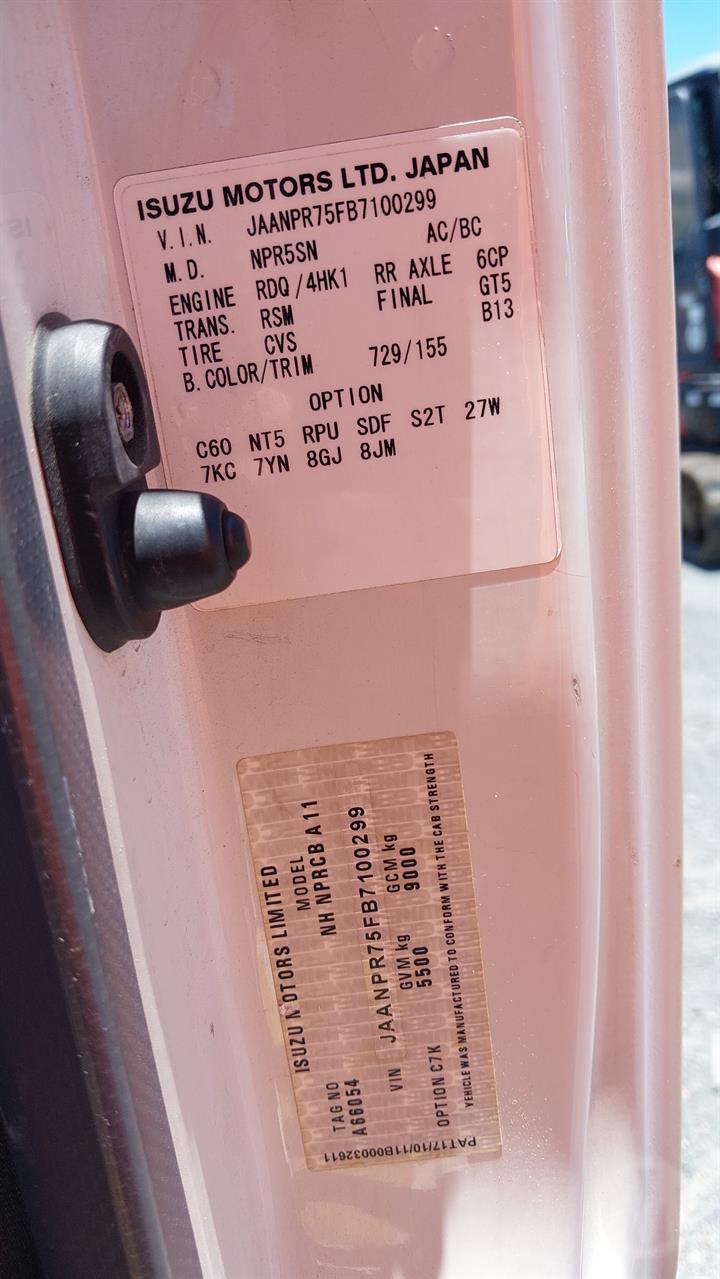 ISUZU MOTORS LTD. JAPAN
V.I.N. JAANPR75FB7100299
M.D. NPR5SN AC/BC
ENGINE RDQ/4HK1 RR AXLE 6CP
TRANS. RSM FINAL GT5
TIRE CVS B13
B.COLOR/TRIM 729/155
OPTION
C60 NT5 RPU SDF S2T 27W
7KC 7YN 8GJ 8JM
ISUZU MOTORS LIMITED
MODEL
NH NPRCB A 11
TAG NO
A66054
VIN JAANPR75FB7100299
GVM kg GCM kg
5500 9000
OPTION C7K
VEHICLE WAS MANUFACTURED TO CONFORM WITH THE CAB STRENGTH
PAT17/10/11B00032611